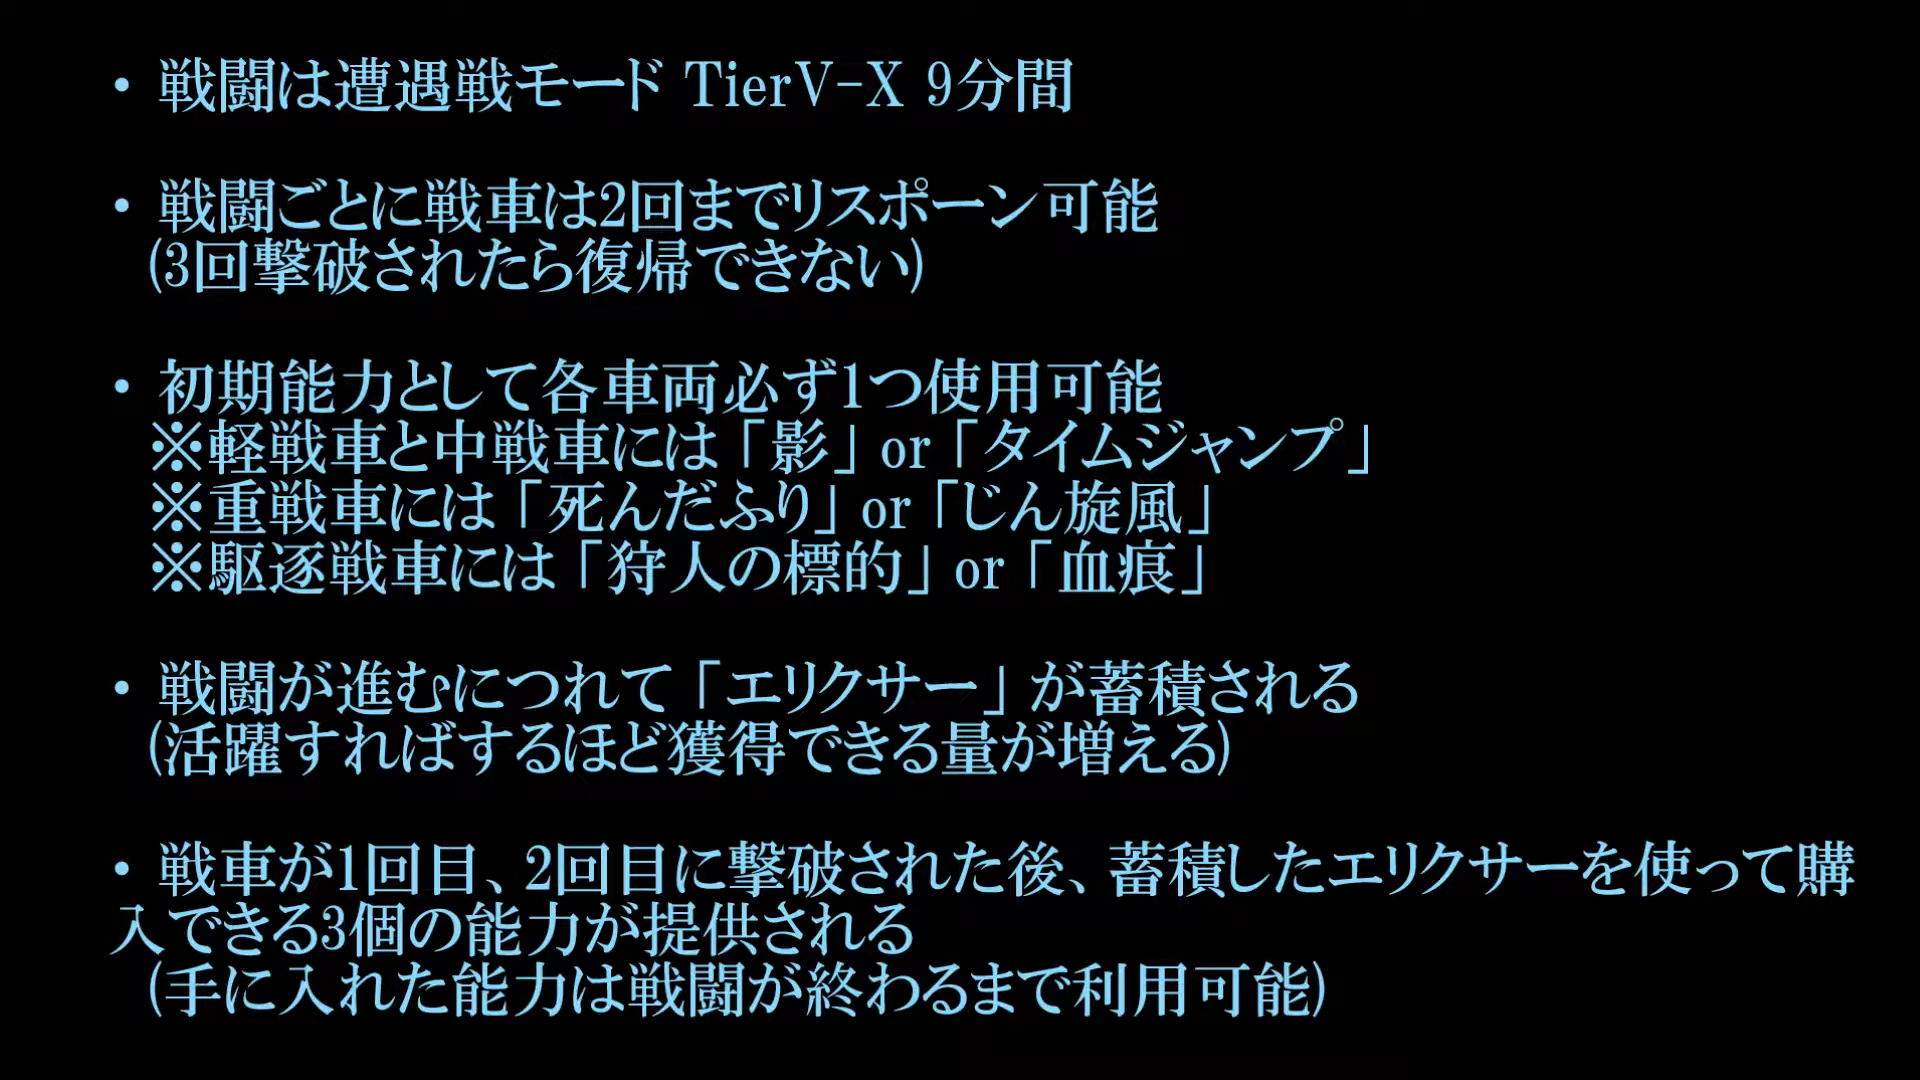 ・戦闘は遭遇戦モード TierV-X 9分間
・戦闘ごとに戦車は2回までリスポーン可能
(3回撃破されたら復帰できない)
・初期能力として各車両必ず1つ使用可能
※軽戦車と中戦車には「影」or「タイムジャンプ」
※重戦車には「死んだふり」or「じん旋風」
※駆逐戦車には「狩人の標的」or「血痕」
・戦闘が進むにつれて「エリクサー」が蓄積される
(活躍すればするほど獲得できる量が増える)
・戦車が1回目、2回目に撃破された後、蓄積したエリクサーを使って購
入できる3個の能力が提供される
(手に入れた能力は戦闘が終わるまで利用可能)